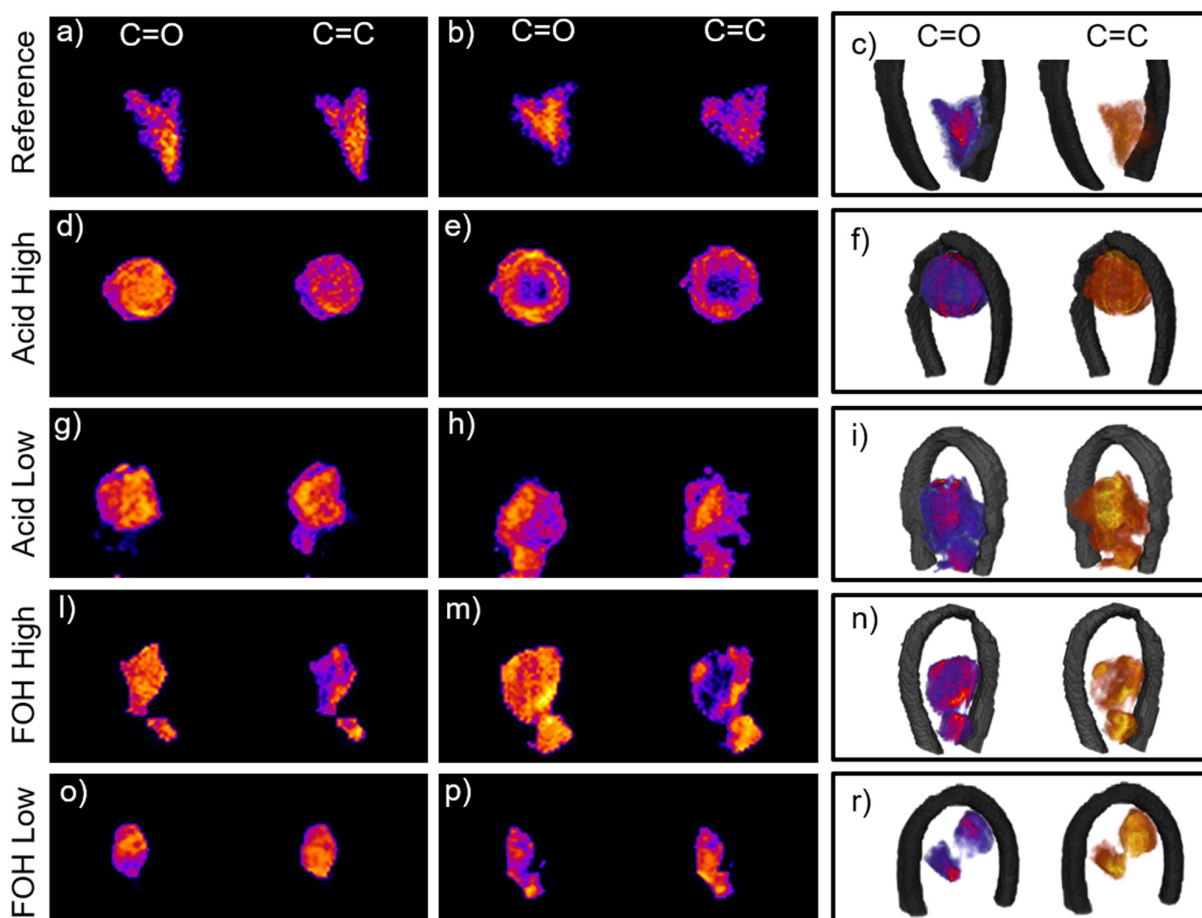 a) C=O C=C b) C=O C=C c) C=O C=C
Reference
d) e) f)
Acid High
g) h) i)
Acid Low
l) m) n)
FOH High
o) p) r)
FOH Low